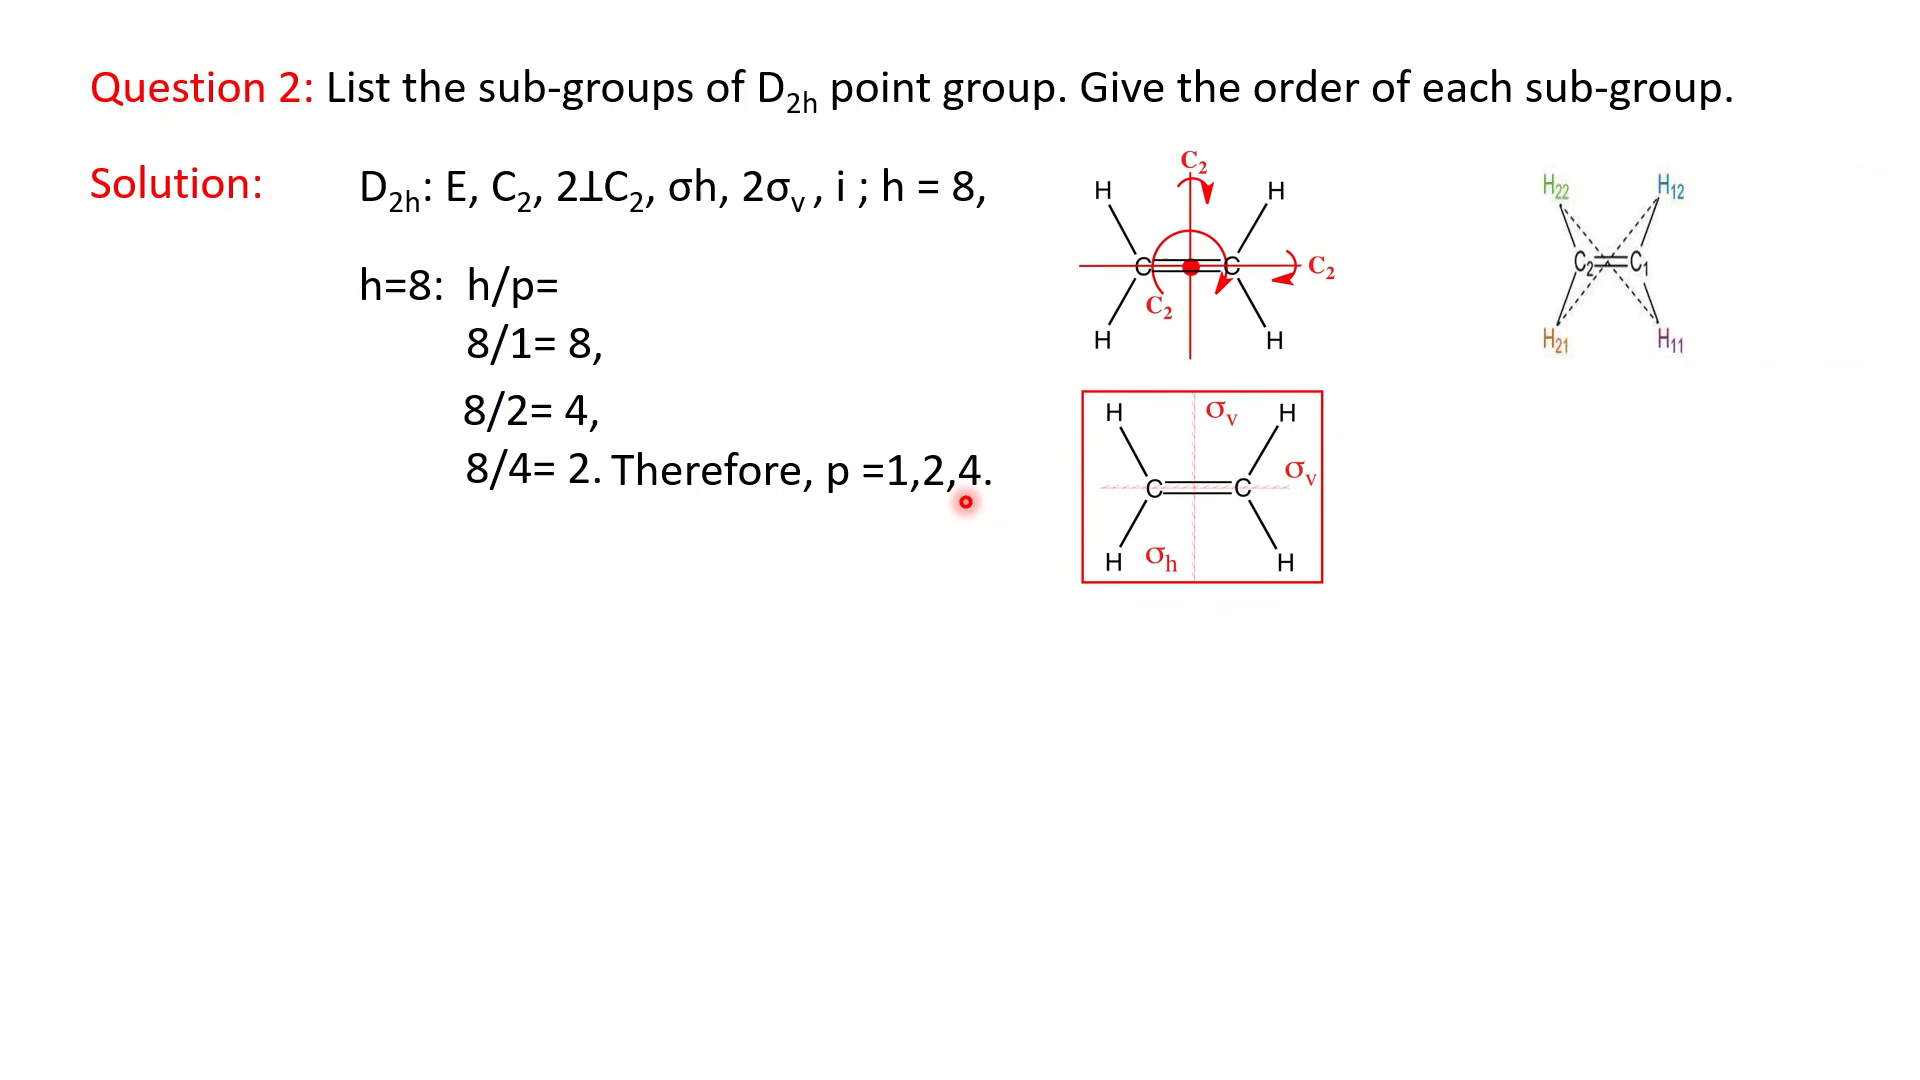 Question 2: List the sub-groups of D2h point group. Give the order of each sub-group.
Solution: D2h: E, C2, 2⊥C2, σh, 2σv , i ; h = 8,
h=8: h/p=
8/1= 8,
8/2= 4,
8/4= 2. Therefore, p =1,2,4.
C2
H H
C C C2
C2
H H
H22 H12
C2 C1
H21 H11
H σv H
σv
C C
H σh H